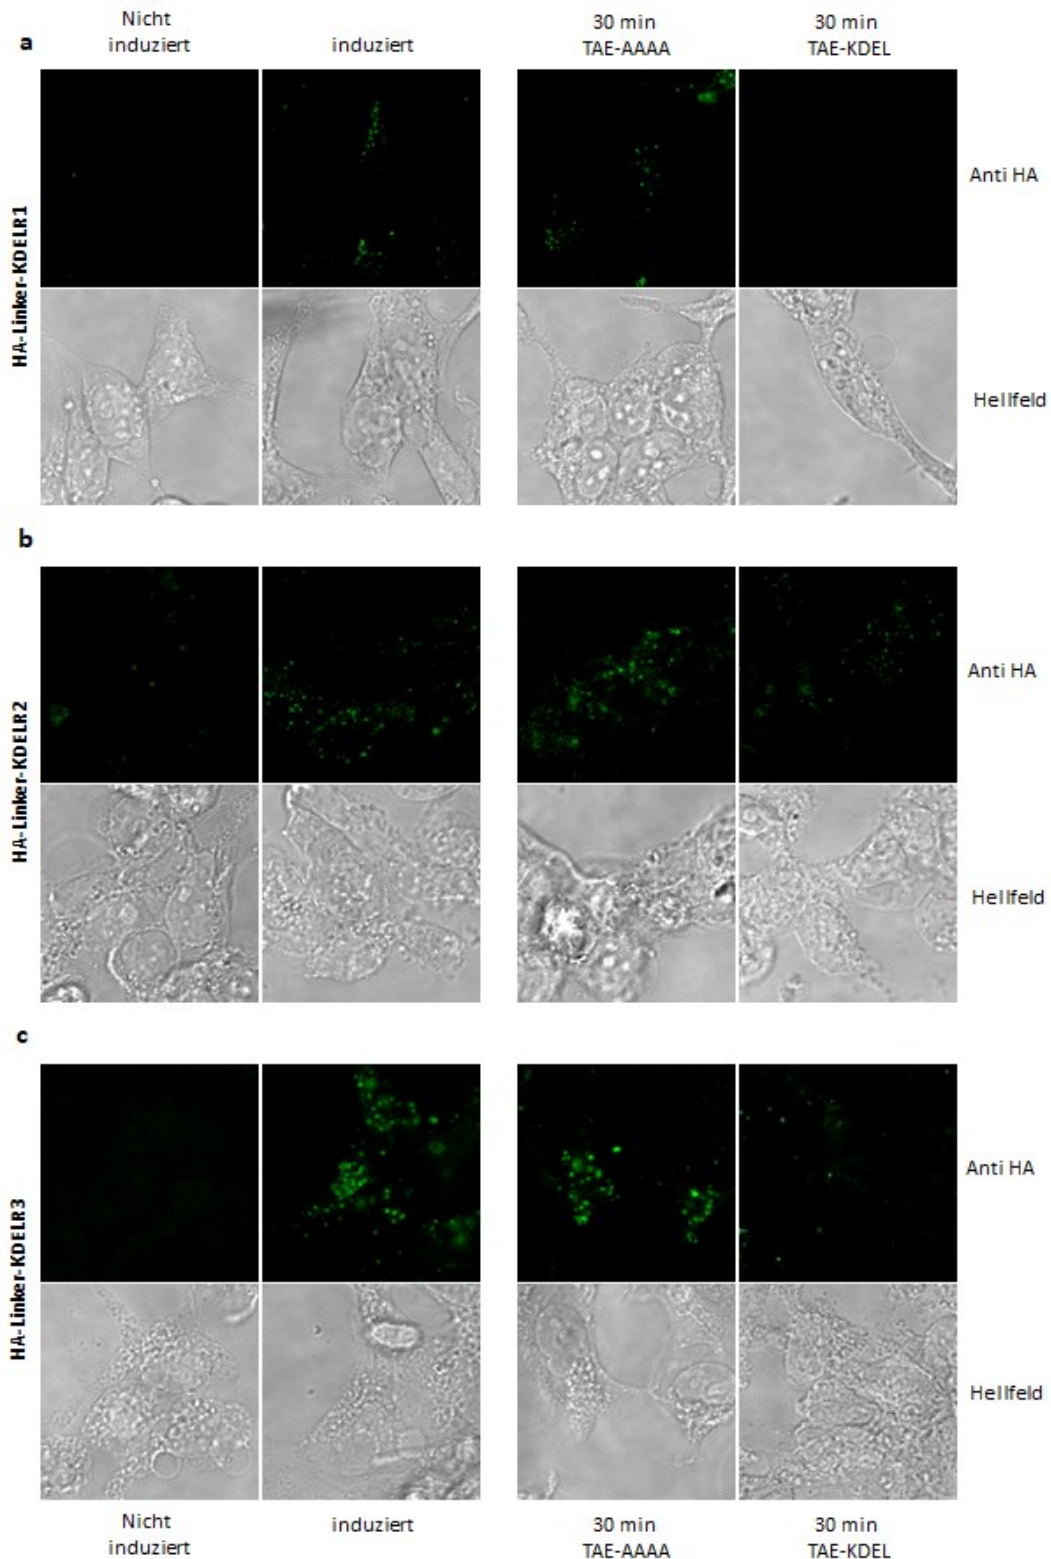 Nicht
induziert
induziert
30 min
TAE-AAAA
30 min
TAE-KDEL
a
HA-Linker-KDELR1
Anti HA
Hellfeld
b
HA-Linker-KDELR2
Anti HA
Hellfeld
c
HA-Linker-KDELR3
Anti HA
Hellfeld
Nicht
induziert
induziert
30 min
TAE-AAAA
30 min
TAE-KDEL